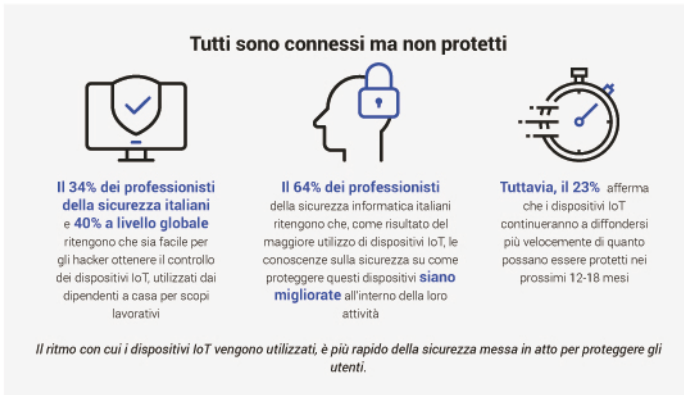 Tutti sono connessi ma non protetti
Il 34% dei professionisti
della sicurezza italiani
e 40% a livello globale
ritengono che sia facile per
gli hacker ottenere il controllo
dei dispositivi IoT, utilizzati dai
dipendenti a casa per scopi
lavorativi
Il 64% dei professionisti
della sicurezza informatica italiani
ritengono che, come risultato del
maggiore utilizzo di dispositivi IoT, le
conoscenze sulla sicurezza su come
proteggere questi dispositivi siano
migliorate all'interno della loro
attività
Tuttavia, il 23% afferma
che i dispositivi IoT
continueranno a diffondersi
più velocemente di quanto
possano essere protetti nei
prossimi 12-18 mesi
Il ritmo con cui i dispositivi IoT vengono utilizzati, è più rapido della sicurezza messa in atto per proteggere gli
utenti.